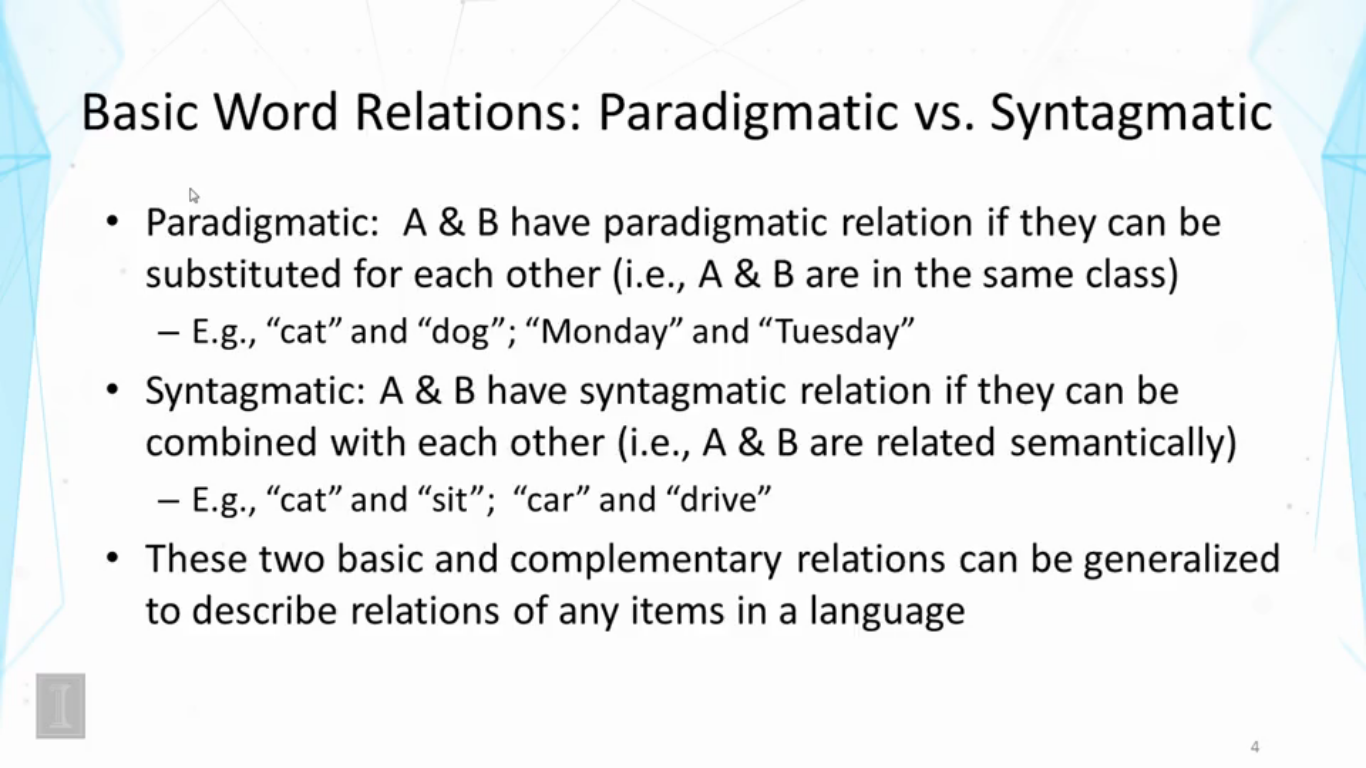 Basic Word Relations: Paradigmatic vs. Syntagmatic
• Paradigmatic: A & B have paradigmatic relation if they can be
substituted for each other (i.e., A & B are in the same class)
– E.g., “cat” and “dog”; “Monday” and “Tuesday”
• Syntagmatic: A & B have syntagmatic relation if they can be
combined with each other (i.e., A & B are related semantically)
– E.g., “cat” and “sit”; “car” and “drive”
• These two basic and complementary relations can be generalized
to describe relations of any items in a language
I
4